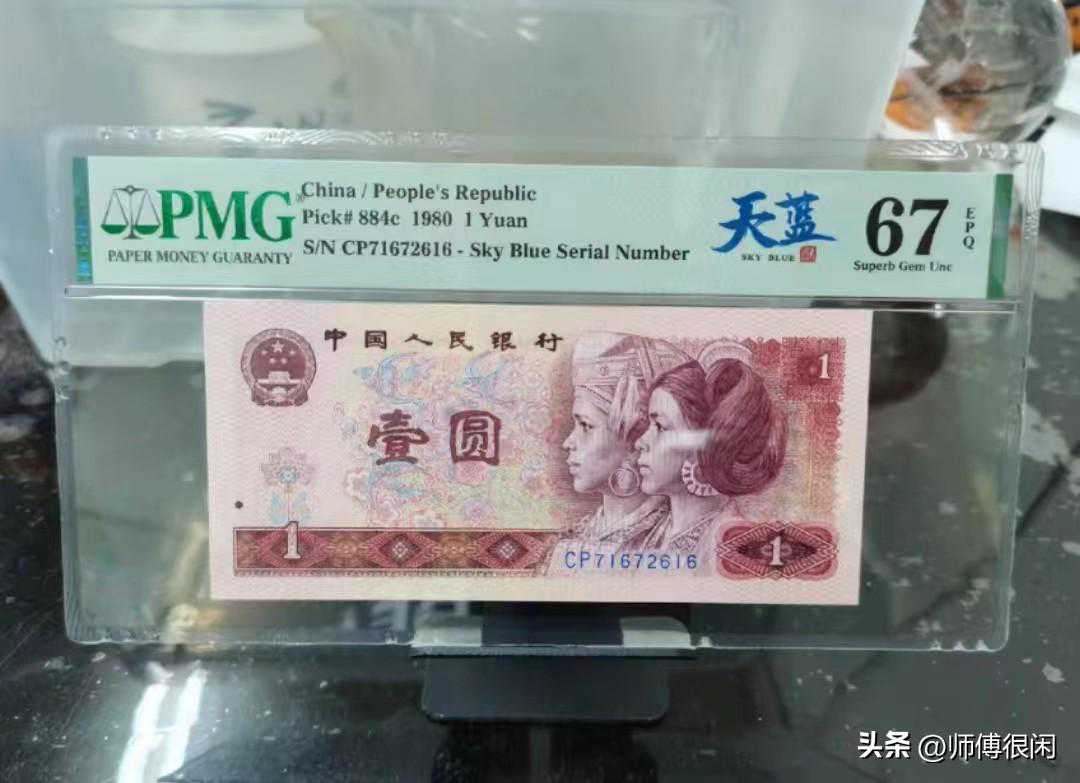 PMG
PAPER MONEY GUARANTY
China / People's Republic
Pick# 884c 1980 1 Yuan
S/N CP71672616 - Sky Blue Serial Number
天蓝
SKY BLUE
67
EPQ
Superb Gem Unc
中国人民银行
1
壹圆
1
CP71672616
1
头条 @师傅很闲